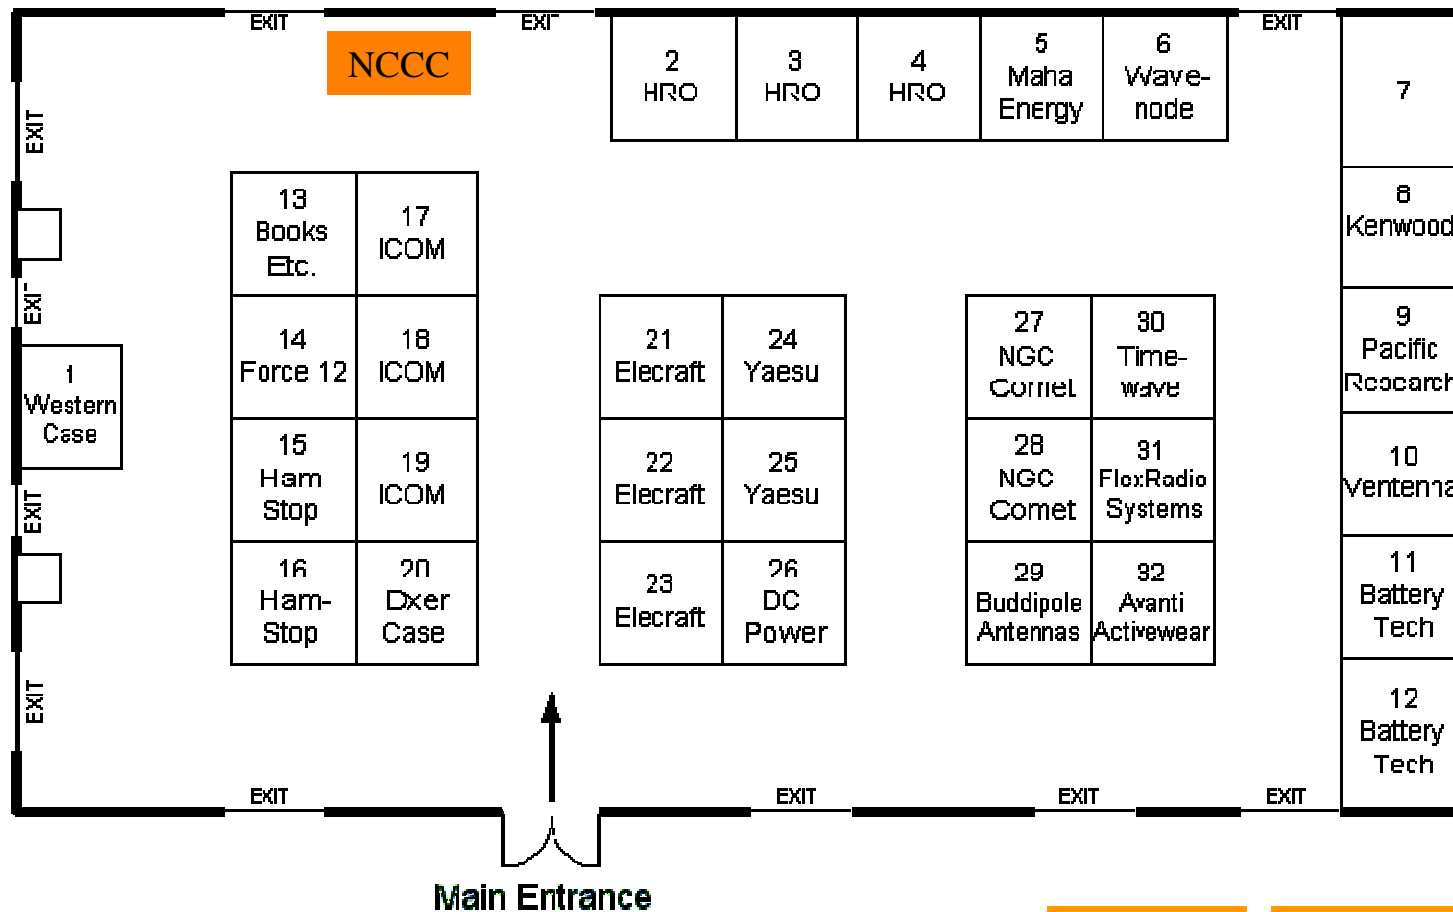 EXIT
EXIT
EXIT
NCCC
2
HRO
3
HRO
4
HRO
5
Maha
Energy
6
Wave-
node
7
EXIT
8
Kenwood
13
Books
Etc.
17
ICOM
EXIT
9
Pacific
Research
14
Force 12
18
ICOM
21
Elecraft
24
Yaesu
27
NGC
Comet
30
Time-
wave
1
Western
Case
15
Ham
Stop
19
ICOM
22
Elecraft
25
Yaesu
28
NGC
Comet
31
FlexRadio
Systems
10
Ventenna
EXIT
16
Ham-
Stop
20
Dxer
Case
23
Elecraft
26
DC
Power
29
Buddipole
Antennas
32
Avanti
Activewear
11
Battery
Tech
EXIT
12
Battery
Tech
EXIT
EXIT
EXIT
EXIT
Main Entrance